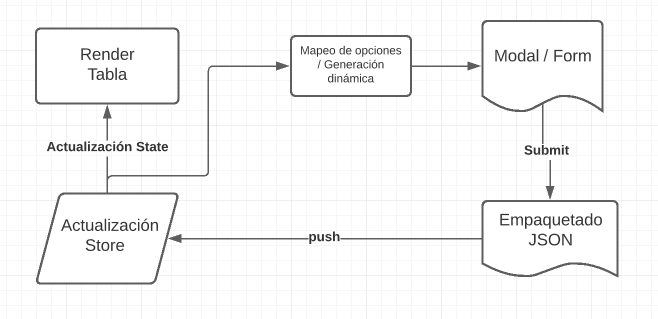 Render
Tabla
Mapeo de opciones
/ Generación
dinámica
Modal / Form
Actualización State
Submit
Actualización
Store
push
Empaquetado
JSON